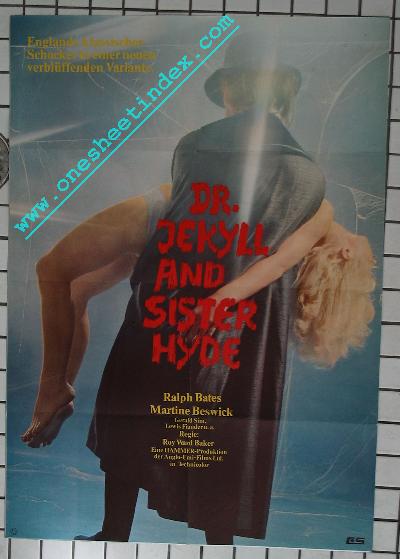 Englands klassischer
Schocker in einer neuen
verblüffenden Variante.
www.onesheetindex.com
DR.
JEKYLL
AND
SISTER
HYDE
Ralph Bates
Martine Beswick
Gerald Sim,
Lewis Fiander u. a.
Regie:
Roy Ward Baker
Eine HAMMER-Produktion
der Anglo-Emi-Films Ltd.
in Technicolor